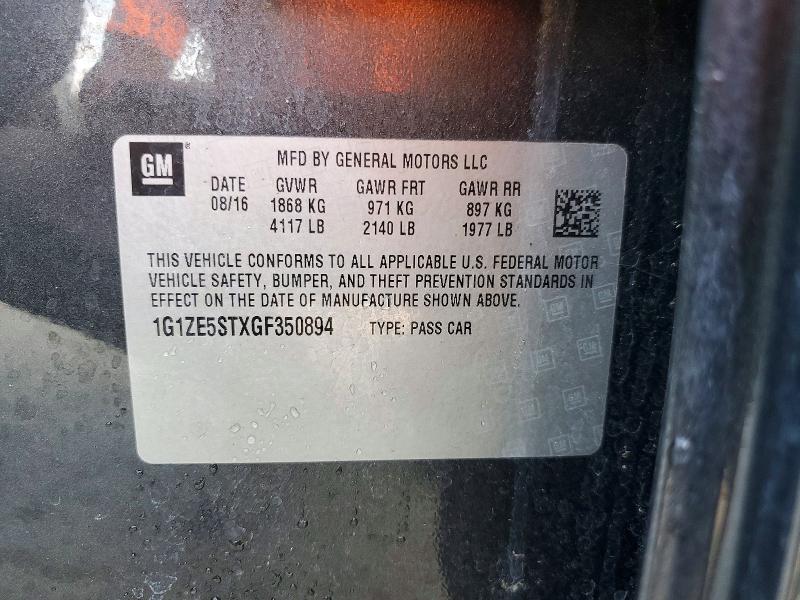 GM ® MFD BY GENERAL MOTORS LLC
DATE GVWR GAWR FRT GAWR RR
08/16 1868 KG 971 KG 897 KG
4117 LB 2140 LB 1977 LB
THIS VEHICLE CONFORMS TO ALL APPLICABLE U.S. FEDERAL MOTOR
VEHICLE SAFETY, BUMPER, AND THEFT PREVENTION STANDARDS IN
EFFECT ON THE DATE OF MANUFACTURE SHOWN ABOVE.
1G1ZE5STXGF350894 TYPE: PASS CAR